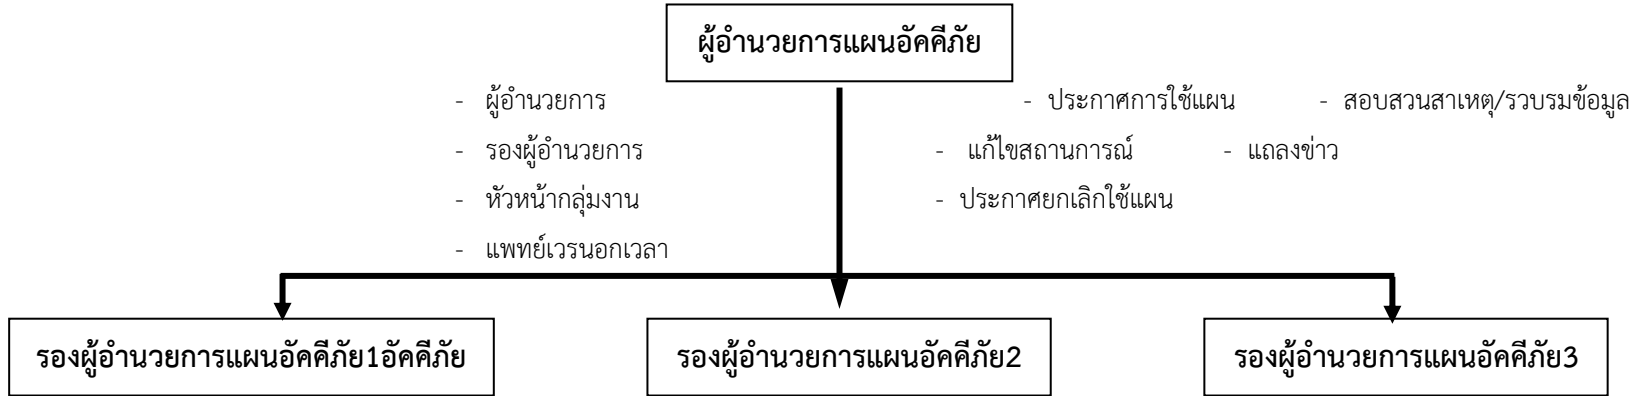 ผู้อำนวยการแผนอัคคีภัย
- ผู้อำนวยการ - ประกาศการใช้แผน - สอบสวนสาเหตุ/รวบรมข้อมูล
- รองผู้อำนวยการ - แก้ไขสถานการณ์ - แถลงข่าว
- หัวหน้ากลุ่มงาน - ประกาศยกเลิกใช้แผน
- แพทย์เวรนอกเวลา
รองผู้อำนวยการแผนอัคคีภัย1อัคคีภัย รองผู้อำนวยการแผนอัคคีภัย2 รองผู้อำนวยการแผนอัคคีภัย3